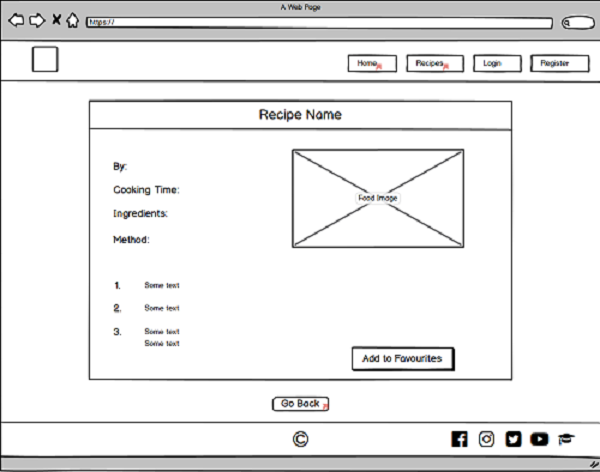 A Web Page
https://
Home
Recipes
Login
Register
Recipe Name
By:
Cooking Time:
Ingredients:
Method:
Food Image
1. Some text
2. Some text
3. Some text
Some text
Add to Favourites
Go Back
©